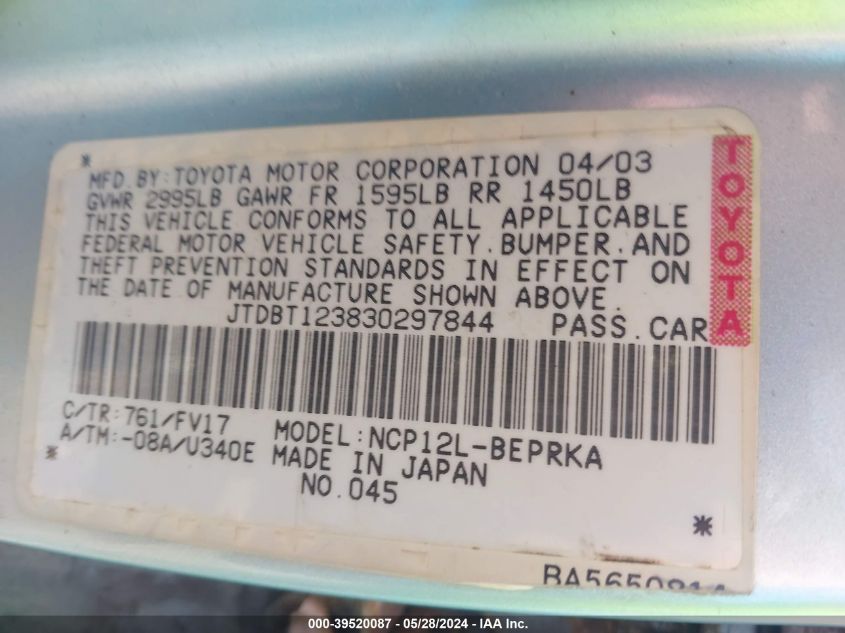 MFD.BY:TOYOTA MOTOR CORPORATION 04/03
GVWR 2995LB GAWR FR 1595LB RR 1450LB
THIS VEHICLE CONFORMS TO ALL APPLICABLE
FEDERAL MOTOR VEHICLE SAFETY.BUMPER.AND
THEFT PREVENTION STANDARDS IN EFFECT ON
THE DATE OF MANUFACTURE SHOWN ABOVE.
JTDBT123830297844 PASS.CAR
TOYOTA
C/TR:761/FV17 MODEL:NCP12L-BEPRKA
A/TM:-08A/U340E MADE IN JAPAN
NO.045
000-39520087 - 05/28/2024 - IAA Inc.